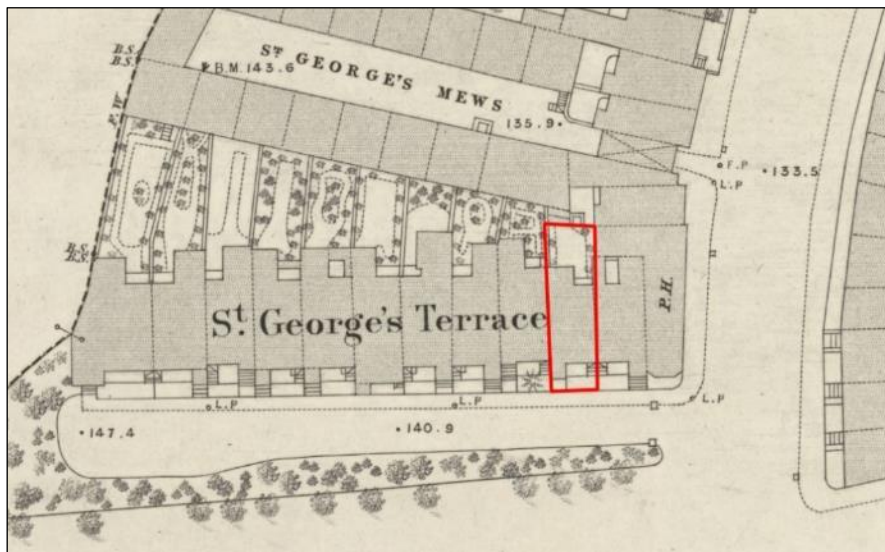 B.S.
B.S.
B.M. 143.6
F.W.
ST GEORGE'S MEWS
135.9
F.P
133.5
L.P
B.S.
B.S.
St. George's Terrace
P.H.
L.P
L.P
L.P
147.4
140.9